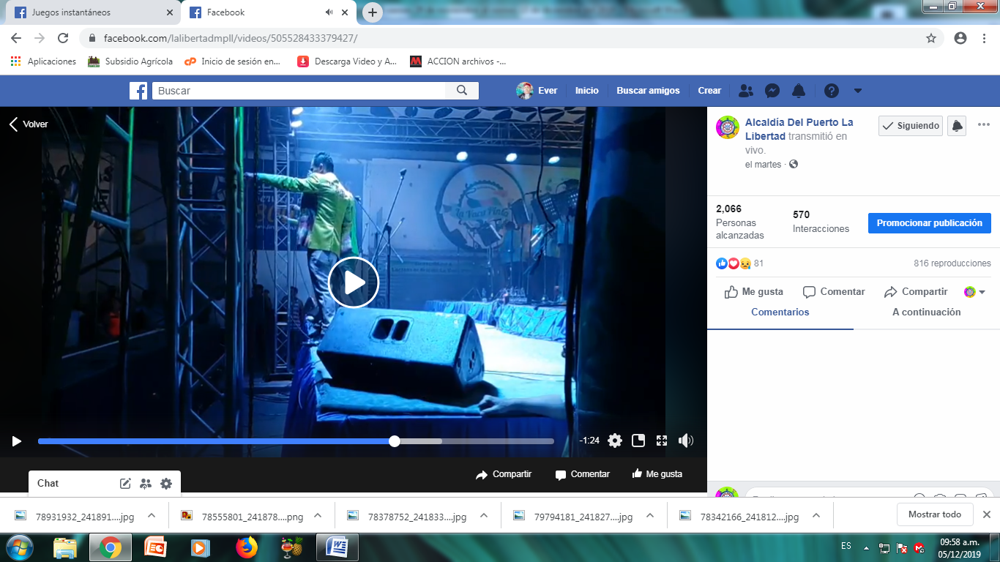 Juegos instantáneos
Facebook
facebook.com/lalibertadmpll/videos/505528433379427/
Aplicaciones
Subsidio Agrícola
Inicio de sesión en...
Descarga Video y A...
ACCION archivos -...
Buscar
Ever
Inicio
Buscar amigos
Crear
Volver
La Vaca Pinta
-1:24
Compartir
Comentar
Me gusta
Chat
Alcaldía Del Puerto La
Libertad transmitió en
vivo.
el martes ·
Siguiendo
2,066
Personas
alcanzadas
570
Interacciones
Promocionar publicación
81
816 reproducciones
Me gusta
Comentar
Compartir
Comentarios
A continuación
78931932_241891....jpg
78555801_241878....png
78378752_241833....jpg
79794181_241827....jpg
78342166_241812....jpg
Mostrar todo
ES
09:58 a.m.
05/12/2019